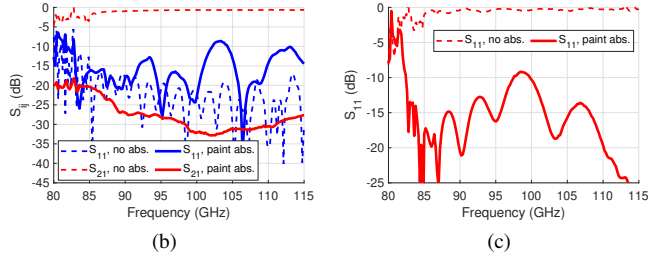 0
-5
-10
-15
-20
-25
-30
-35
-40
-45
S_ij (dB)
S_11, no abs.
S_11, paint abs.
S_21, no abs.
S_21, paint abs.
80 85 90 95 100 105 110 115
Frequency (GHz)
(b)
0
-5
-10
-15
-20
-25
S_11 (dB)
S_11, no abs.
S_11, paint abs.
80 85 90 95 100 105 110 115
Frequency (GHz)
(c)